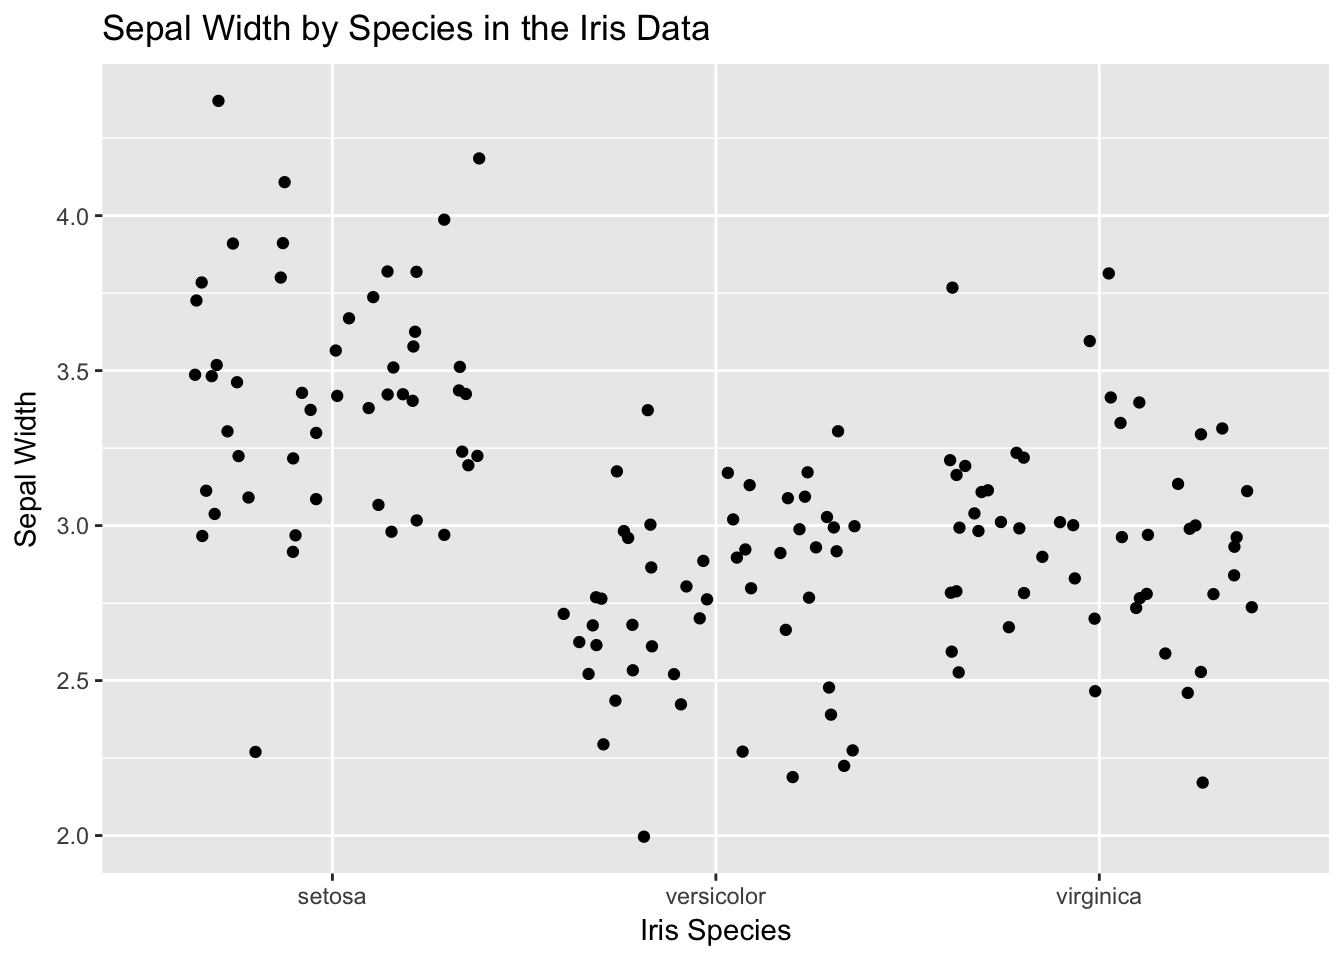 Sepal Width by Species in the Iris Data
Sepal Width
4.0
3.5
3.0
2.5
2.0
setosa
versicolor
virginica
Iris Species